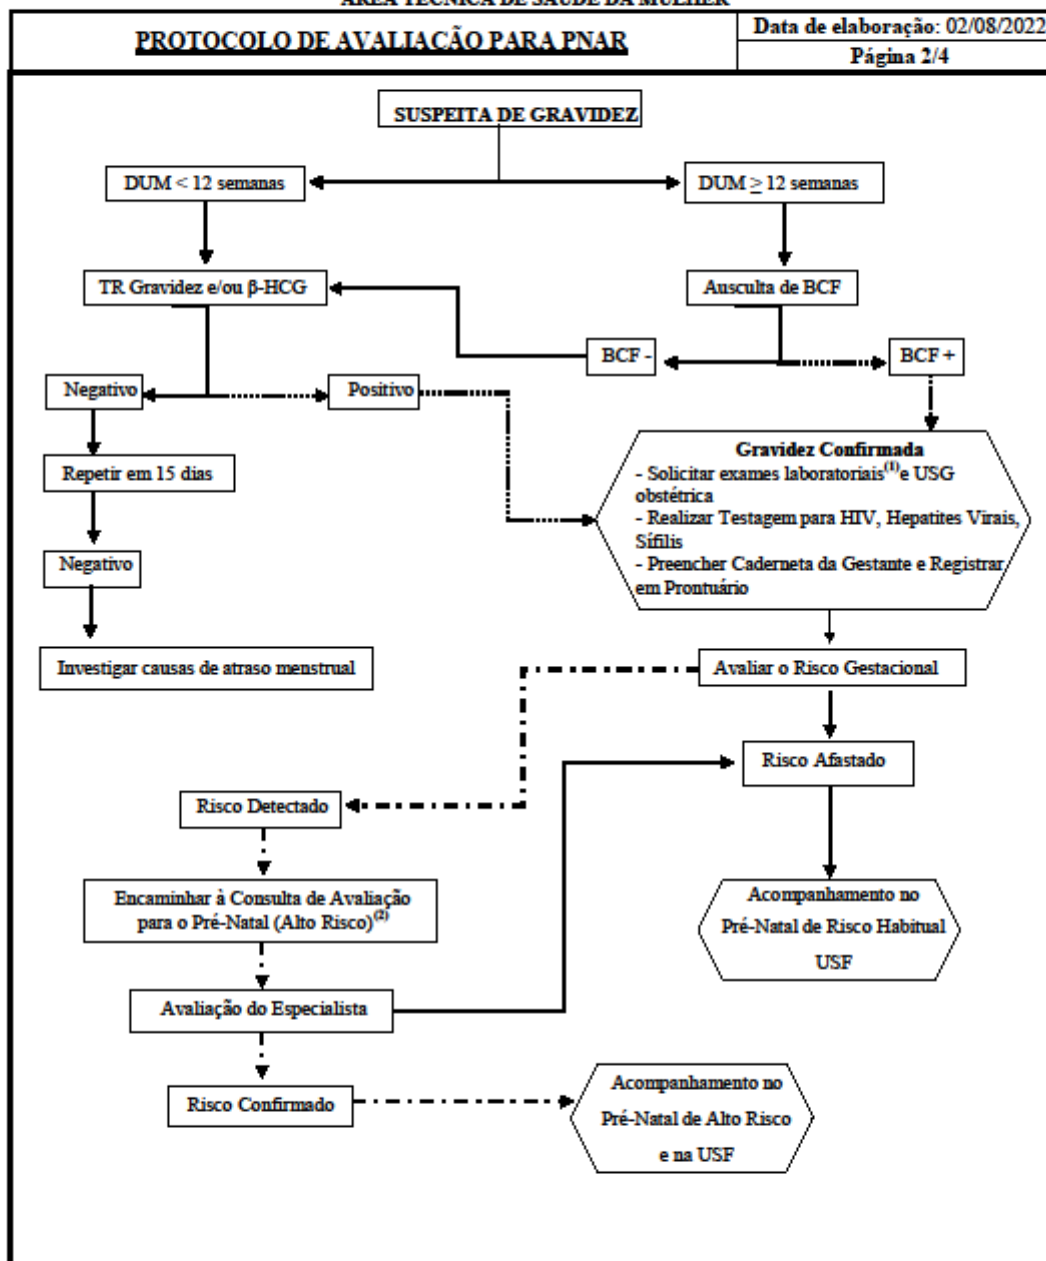 ÁREA TÉCNICA DE SAÚDE DA MULHER
PROTOCOLO DE AVALIAÇÃO PARA PNAR
Data de elaboração: 02/08/2022
Página 2/4
SUSPEITA DE GRAVIDEZ
DUM < 12 semanas
DUM ≥ 12 semanas
TR Gravidez e/ou β-HCG
Ausculta de BCF
BCF -
BCF +
Negativo
Positivo
Gravidez Confirmada
- Solicitar exames laboratoriais(1) e USG
obstétrica
- Realizar Testagem para HIV, Hepatites Virais,
Sífilis
- Preencher Caderneta da Gestante e Registrar
em Prontuário
Repetir em 15 dias
Negativo
Investigar causas de atraso menstrual
Avaliar o Risco Gestacional
Risco Afastado
Risco Detectado
Encaminhar à Consulta de Avaliação
para o Pré-Natal (Alto Risco)(2)
Acompanhamento no
Pré-Natal de Risco Habitual
USF
Avaliação do Especialista
Risco Confirmado
Acompanhamento no
Pré-Natal de Alto Risco
e na USF